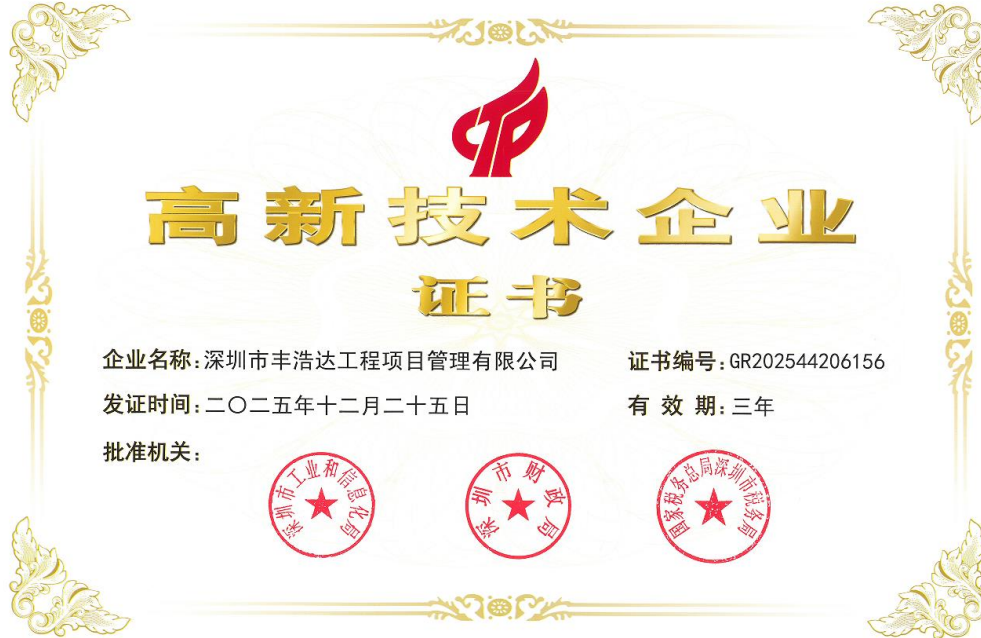 高新技术企业
证书
企业名称:深圳市丰浩达工程项目管理有限公司
证书编号:GR202544206156
发证时间:二〇二五年十二月二十五日
有 效 期:三年
批准机关:
深圳市工业和信息化局
深圳市财政局
国家税务总局深圳市税务局